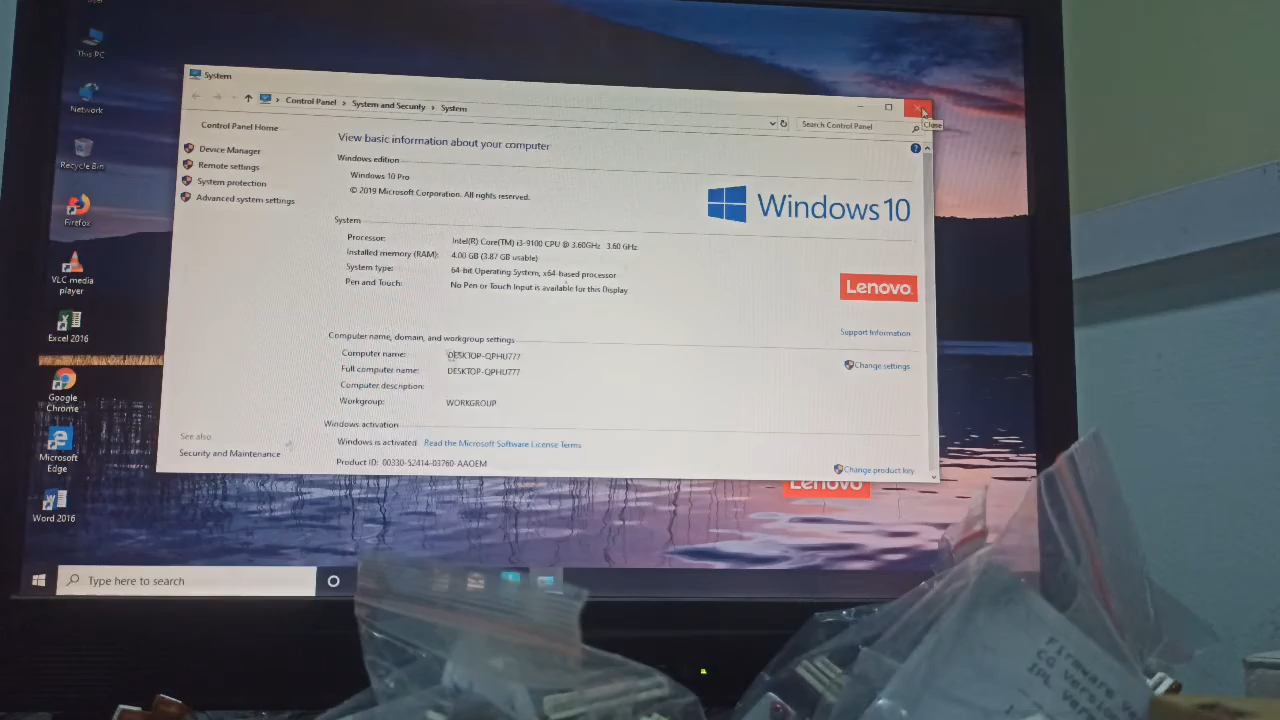 This PC
Network
Recycle Bin
Firefox
VLC media
player
Excel 2016
Google
Chrome
Microsoft
Edge
Word 2016
System
Control Panel > System and Security > System
Search Control Panel
Close
Control Panel Home
Device Manager
Remote settings
System protection
Advanced system settings
See also
Security and Maintenance
View basic information about your computer
Windows edition
Windows 10 Pro
© 2019 Microsoft Corporation. All rights reserved.
Windows 10
System
Processor: Intel(R) Core(TM) i3-9100 CPU @ 3.60GHz 3.60 GHz
Installed memory (RAM): 4.00 GB (3.87 GB usable)
System type: 64-bit Operating System, x64-based processor
Pen and Touch: No Pen or Touch Input is available for this Display
Lenovo
Support Information
Computer name, domain, and workgroup settings
Computer name: DESKTOP-QPHU777
Change settings
Full computer name: DESKTOP-QPHU777
Computer description:
Workgroup: WORKGROUP
Windows activation
Windows is activated Read the Microsoft Software License Terms
Product ID: 00330-52414-03760-AAOEM
Change product key
Lenovo
Type here to search
Firmware
CG Version
IPL